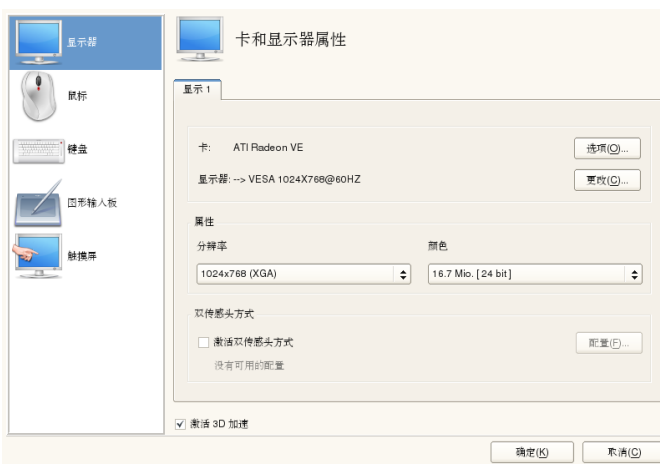 显示器
鼠标
键盘
图形输入板
触摸屏
卡和显示器属性
显示 1
卡: ATI Radeon VE
选项(O)...
显示器: --> VESA 1024X768@60HZ
更改(C)...
属性
分辨率
颜色
1024x768 (XGA)
16.7 Mio. [ 24 bit ]
双传感头方式
激活双传感头方式
配置(F)...
没有可用的配置
激活 3D 加速
确定(K)
取消(C)